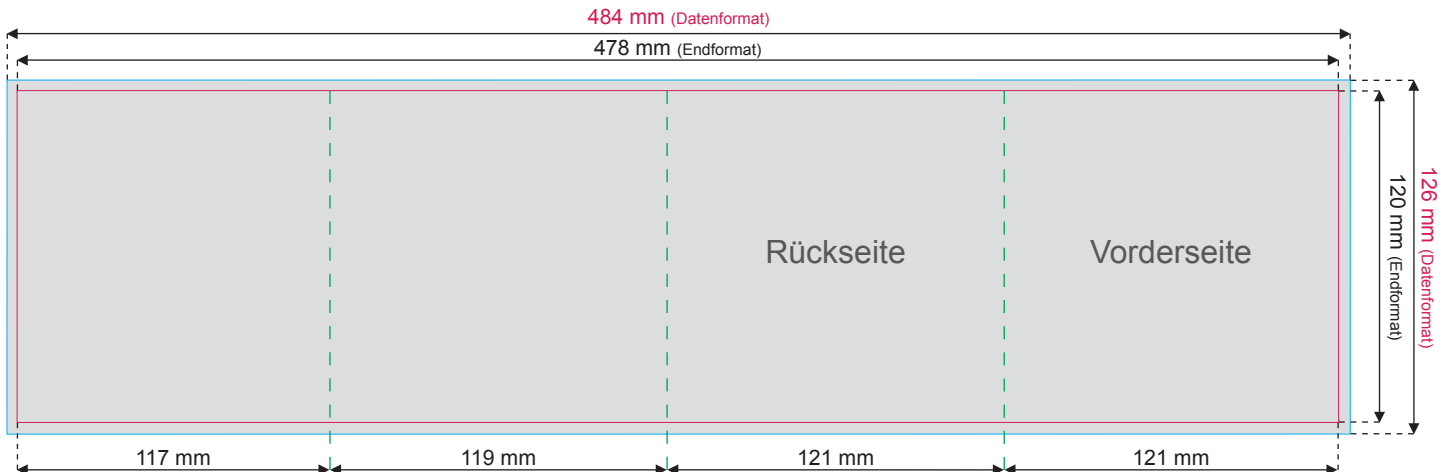 484 mm (Datenformat)
478 mm (Endformat)
Rückseite
Vorderseite
120 mm (Endformat)
126 mm (Datenformat)
117 mm
119 mm
121 mm
121 mm